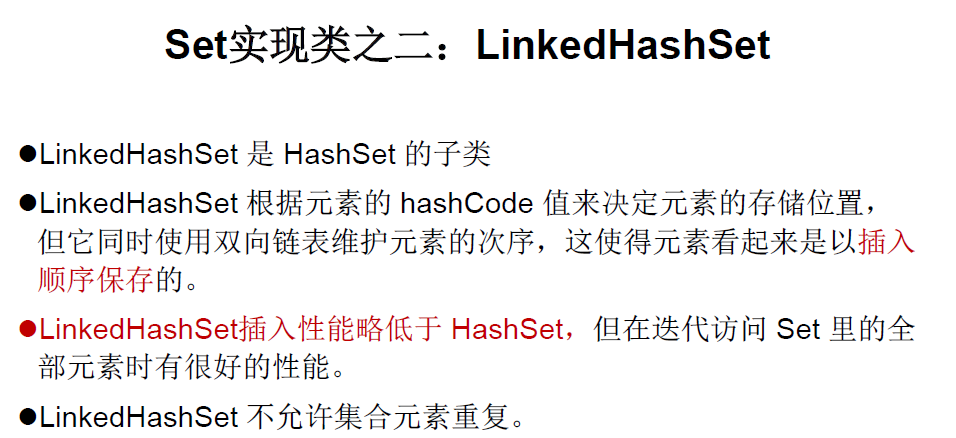 Set实现类之二：LinkedHashSet
●LinkedHashSet 是 HashSet 的子类
●LinkedHashSet 根据元素的 hashCode 值来决定元素的存储位置，
但它同时使用双向链表维护元素的次序，这使得元素看起来是以插入
顺序保存的。
●LinkedHashSet插入性能略低于 HashSet，但在迭代访问 Set 里的全
部元素时有很好的性能。
●LinkedHashSet 不允许集合元素重复。